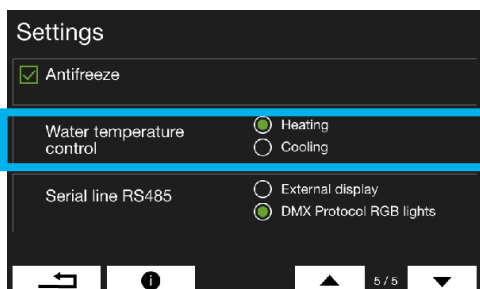 Settings
Antifreeze
Water temperature
control
Heating
Cooling
Serial line RS485
External display
DMX Protocol RGB lights
5/5